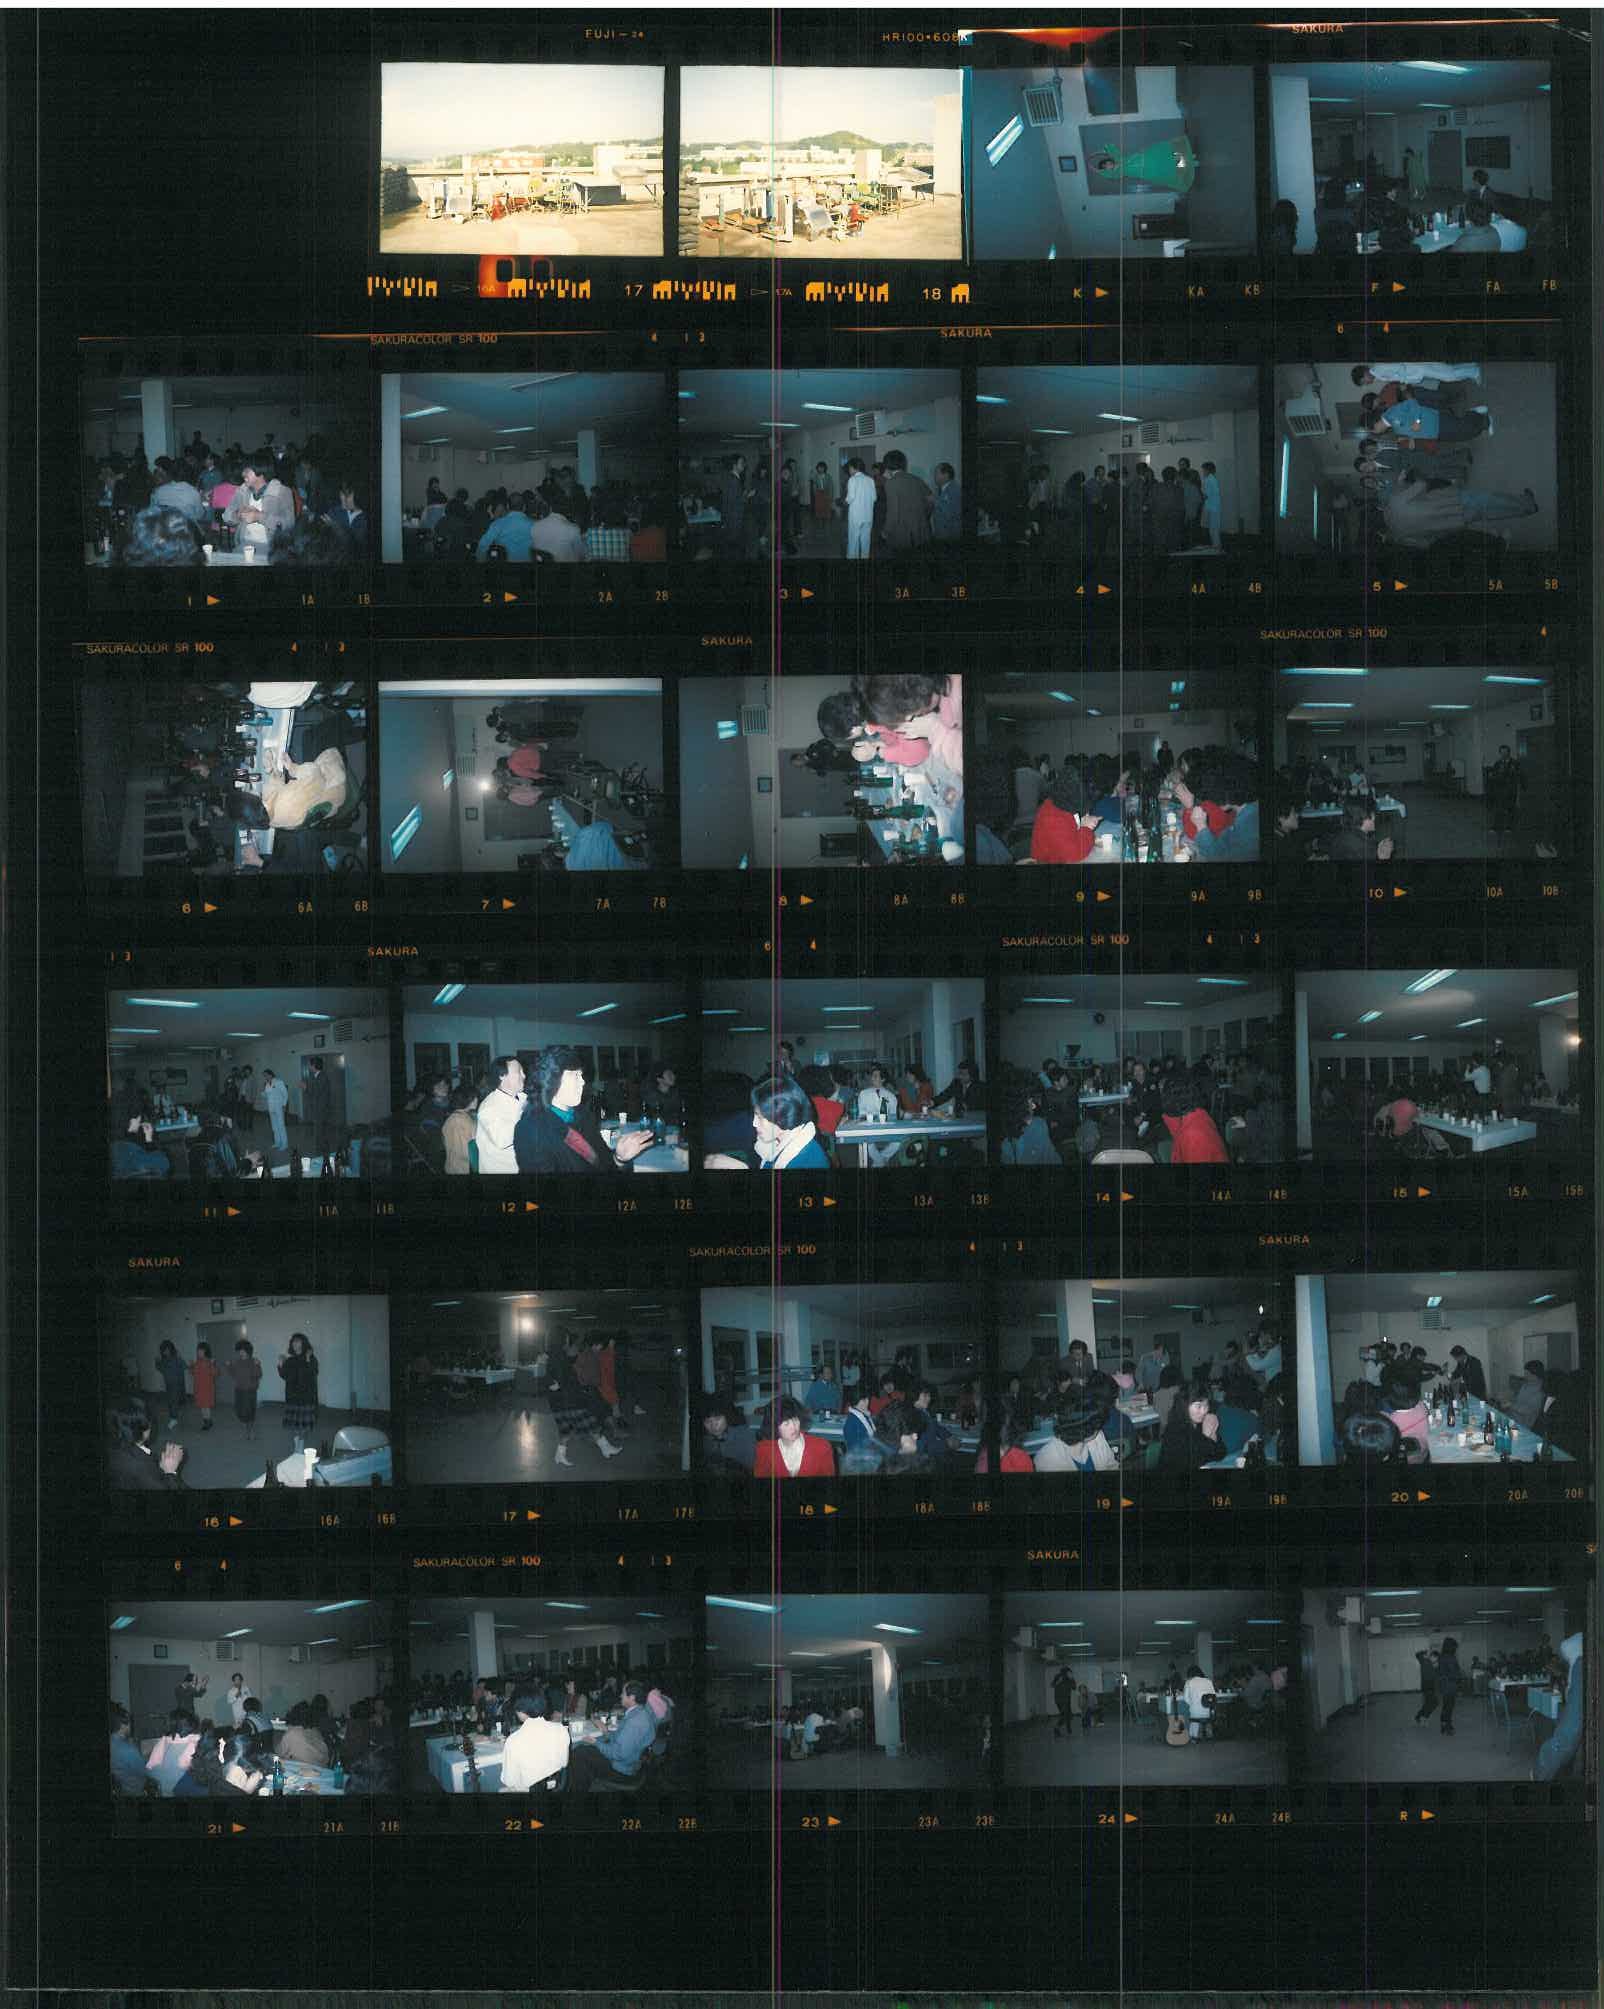 FUJI-24 HR100•608 K SAKURA
16A 17 17A 18 K KA KB F FA FB
SAKURACOLOR SR 100 4 1 3 SAKURA 6 4
1 1A 1B 2 2A 2B 3 3A 3B 4 4A 4B 5 5A 5B
SAKURACOLOR SR 100 4 1 3 SAKURA SAKURACOLOR SR 100 4
6 6A 6B 7 7A 7B 8 8A 8B 9 9A 9B 10 10A 10B
1 3 SAKURA 6 4 SAKURACOLOR SR 100 4 1 3
11 11A 11B 12 12A 12B 13 13A 13B 14 14A 14B 15 15A 15B
SAKURA SAKURACOLOR SR 100 4 1 3 SAKURA
16 16A 16B 17 17A 17B 18 18A 18B 19 19A 19B 20 20A 20B
6 4 SAKURACOLOR SR 100 4 1 3 SAKURA
21 21A 21B 22 22A 22B 23 23A 23B 24 24A 24B R